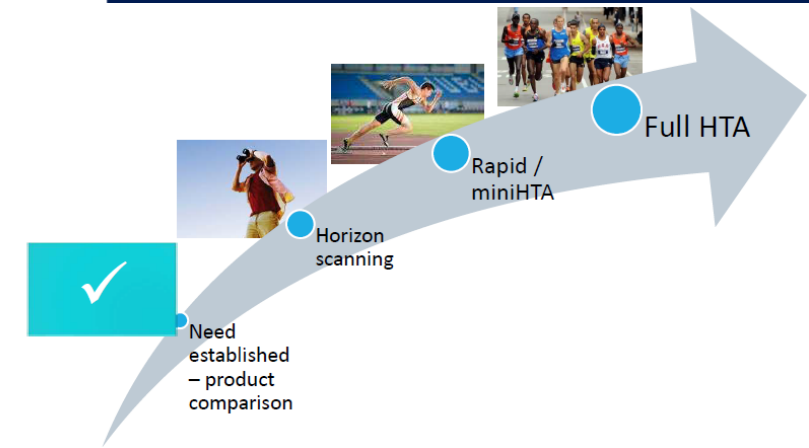 Full HTA
Rapid /
miniHTA
Horizon
scanning
Need
established
– product
comparison